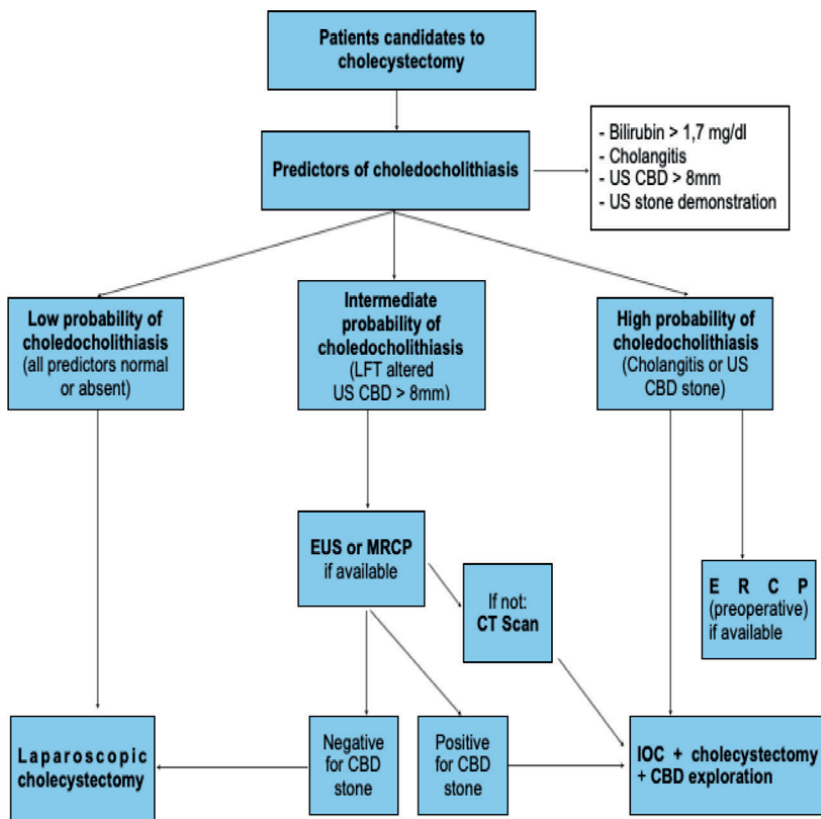 Patients candidates to
cholecystectomy
Predictors of choledocholithiasis
- Bilirubin > 1,7 mg/dl
- Cholangitis
- US CBD > 8mm
- US stone demonstration
Low probability of
choledocholithiasis
(all predictors normal
or absent)
Intermediate
probability of
choledocholithiasis
(LFT altered
US CBD > 8mm)
High probability of
choledocholithiasis
(Cholangitis or US
CBD stone)
EUS or MRCP
if available
If not:
CT Scan
E R C P
(preoperative)
if available
Laparoscopic
cholecystectomy
Negative
for CBD
stone
Positive
for CBD
stone
IOC + cholecystectomy
+ CBD exploration